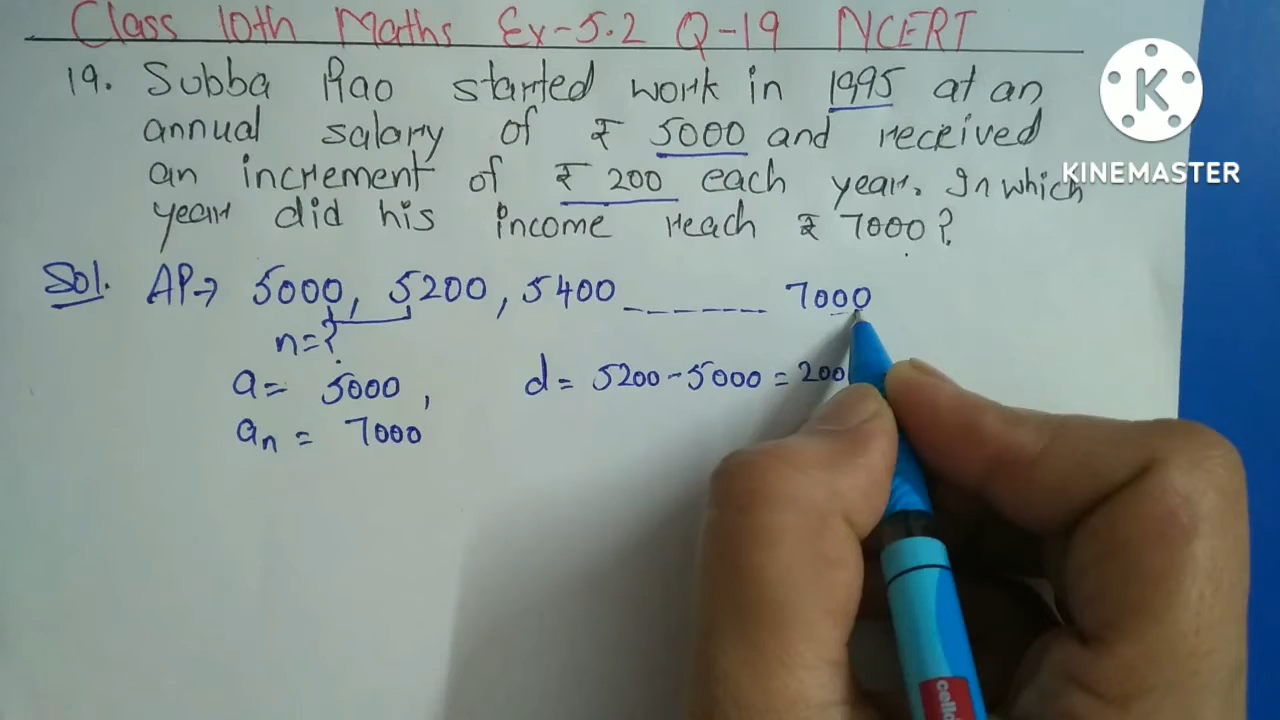 Class 10th Maths Ex-5.2 Q-19 NCERT
19. Subba Rao started work in 1995 at an
annual salary of ₹ 5000 and received
an increment of ₹ 200 each year. In which
year did his income reach ₹ 7000?
KINEMASTER
Sol. AP→ 5000, 5200, 5400 ------ 7000
n=?
a= 5000, d= 5200-5000=200
an = 7000
cello